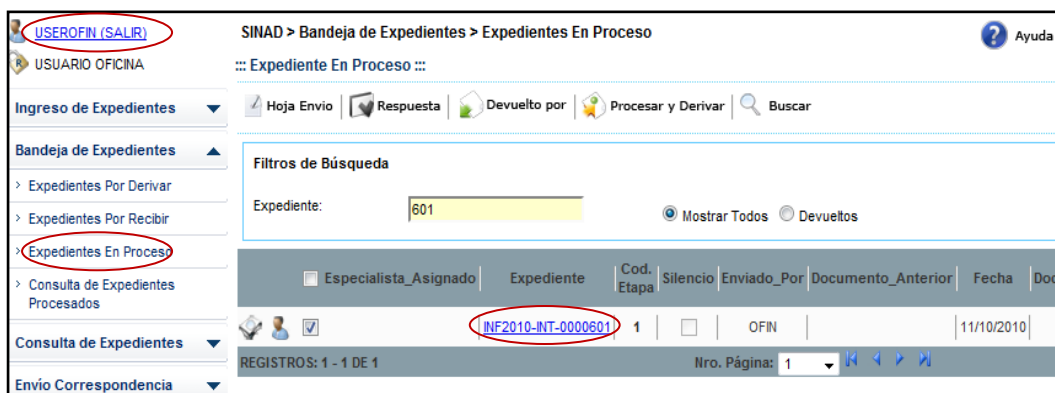 USEROFIN (SALIR)
USUARIO OFICINA
Ingreso de Expedientes
Bandeja de Expedientes
> Expedientes Por Derivar
> Expedientes Por Recibir
> Expedientes En Proceso
> Consulta de Expedientes
Procesados
Consulta de Expedientes
Envío Correspondencia
SINAD > Bandeja de Expedientes > Expedientes En Proceso
Ayuda
::: Expediente En Proceso :::
Hoja Envio | Respuesta | Devuelto por | Procesar y Derivar | Buscar
Filtros de Búsqueda
Expediente: 601 Mostrar Todos Devueltos
Especialista_Asignado Expediente Cod. Etapa Silencio Enviado_Por Documento_Anterior Fecha Doc
INF2010-INT-0000601 1 OFIN 11/10/2010
REGISTROS: 1 - 1 DE 1 Nro. Página: 1